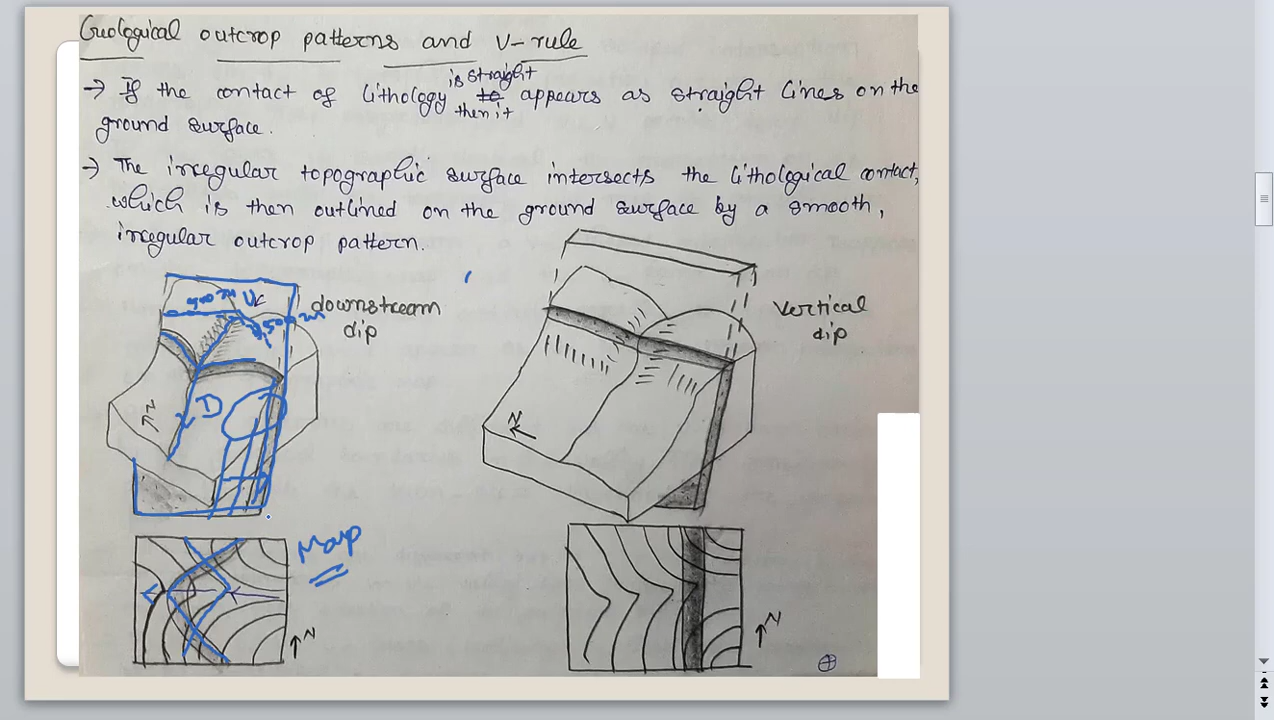 Geological outcrop patterns and V-rule
is straight
→ If the contact of lithology to appears as straight lines on the
then it
ground surface.
→ The irregular topographic surface intersects the lithological contact,
which is then outlined on the ground surface by a smooth,
irregular outcrop pattern.
downstream
dip
vertical
dip
N
D
N
Map
N
N